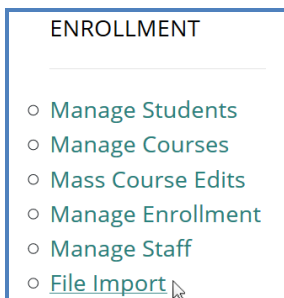 ENROLLMENT
Manage Students
Manage Courses
Mass Course Edits
Manage Enrollment
Manage Staff
File Import